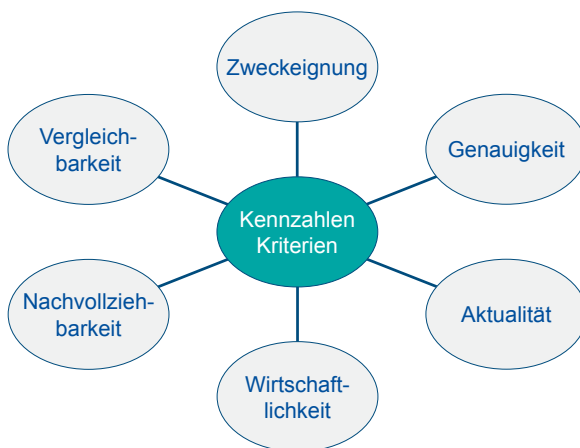 Zweckeignung
Vergleich-
barkeit
Genauigkeit
Kennzahlen
Kriterien
Nachvollzieh-
barkeit
Aktualität
Wirtschaft-
lichkeit